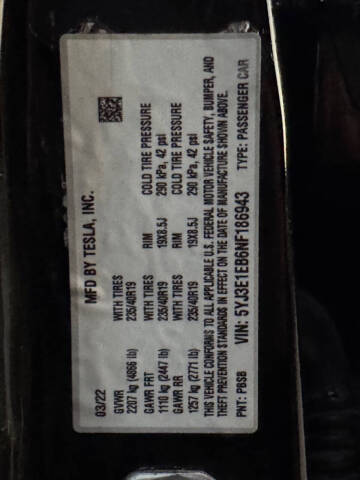 MFD BY TESLA, INC.
03/22
GVWR
2207 kg (4866 lb) WITH TIRES 235/40R19 RIM 19X8.5J COLD TIRE PRESSURE 290 kPa, 42 psi
GAWR FRT
1110 kg (2447 lb) WITH TIRES 235/40R19 RIM 19X8.5J COLD TIRE PRESSURE 290 kPa, 42 psi
GAWR RR
1257 kg (2771 lb) WITH TIRES 235/40R19
THIS VEHICLE CONFORMS TO ALL APPLICABLE U.S. FEDERAL MOTOR VEHICLE SAFETY, BUMPER, AND
THEFT PREVENTION STANDARDS IN EFFECT ON THE DATE OF MANUFACTURE SHOWN ABOVE.
VIN: 5YJ3E1EB6NF186943
PNT: PBSB TYPE: PASSENGER CAR